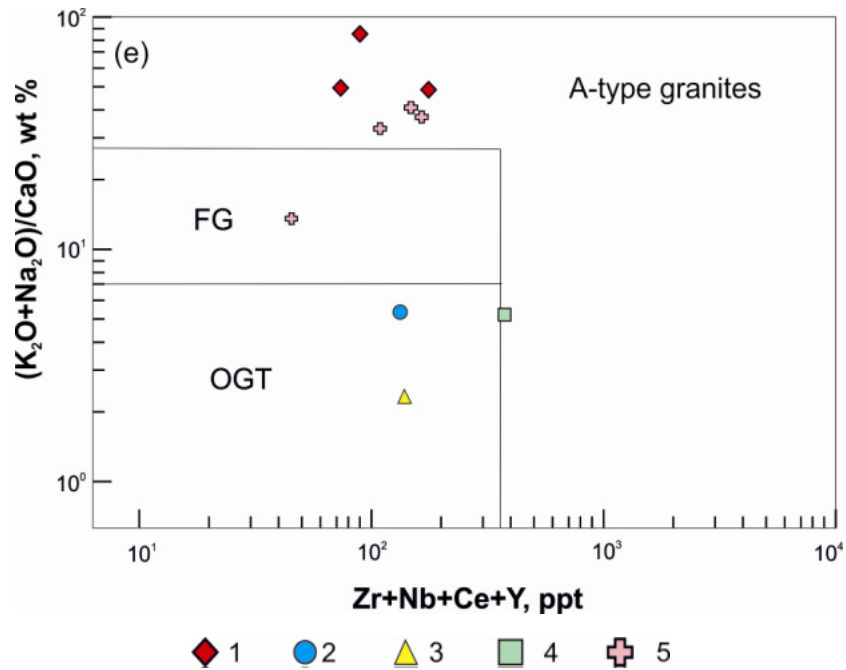 10²
(e)
A-type granites
(K₂O+Na₂O)/CaO, wt %
FG
10¹
OGT
10⁰
10¹ 10² 10³ 10⁴
Zr+Nb+Ce+Y, ppt
1 2 3 4 5